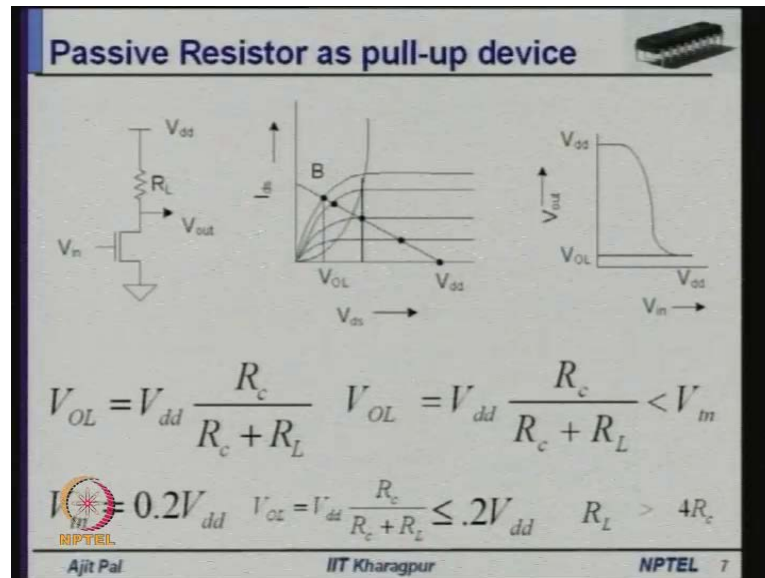 Passive Resistor as pull-up device
V_dd
R_L
V_out
V_in
I_ds
B
V_OL
V_dd
V_ds
V_dd
V_out
V_OL
V_dd
V_in
V_OL = V_dd R_c / (R_c + R_L)
V_OL = V_dd R_c / (R_c + R_L) < V_tn
V_tn = 0.2V_dd
V_OL = V_dd R_c / (R_c + R_L) ≤ .2V_dd
R_L > 4R_c
NPTEL
Ajit Pal
IIT Kharagpur
NPTEL 7